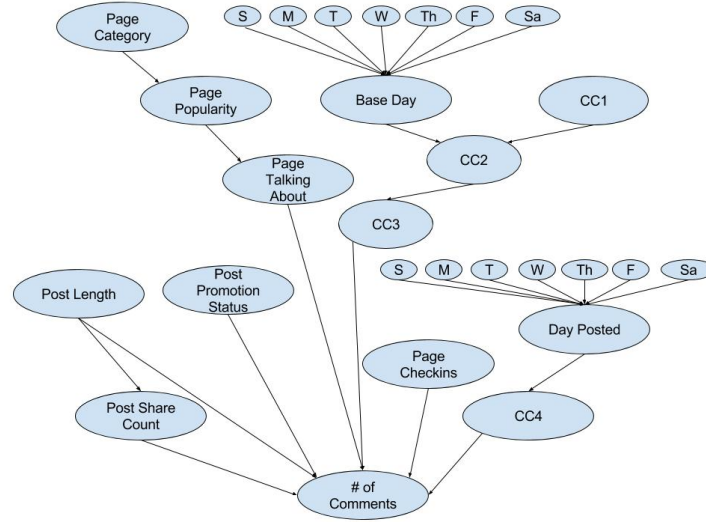 S M T W Th F Sa
Page
Category
Page
Popularity
Base Day
CC1
CC2
Page
Talking
About
CC3
S M T W Th F Sa
Post Length
Post
Promotion
Status
Day Posted
Page
Checkins
Post Share
Count
CC4
# of
Comments